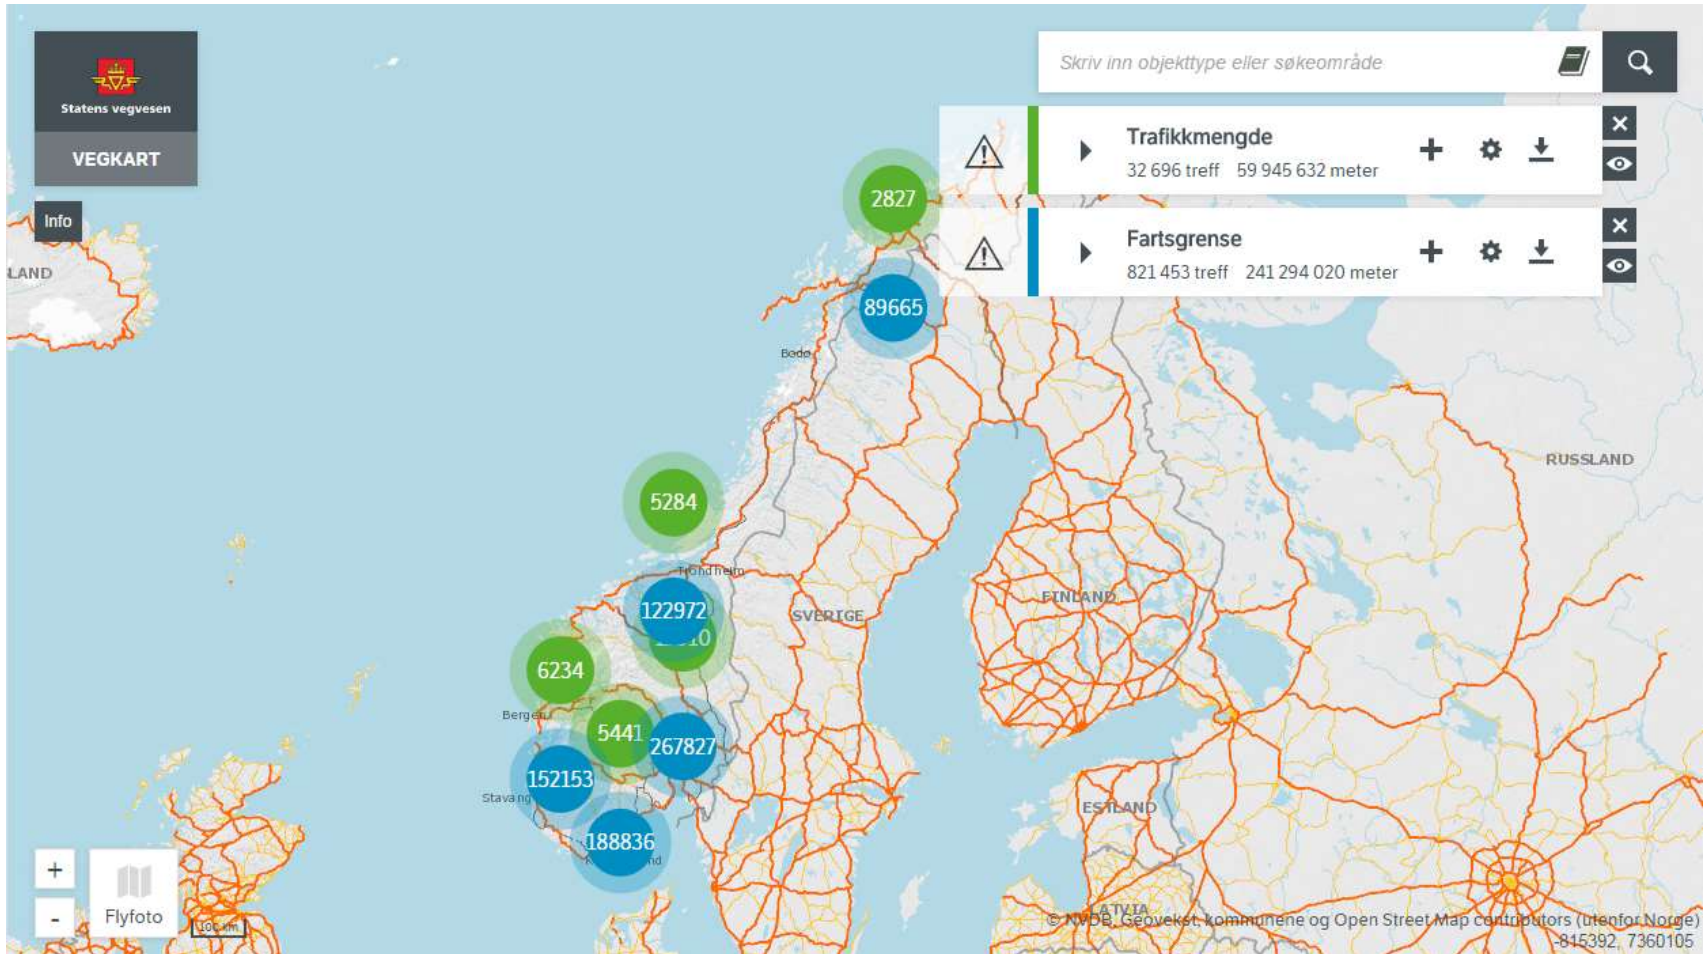 Statens vegvesen
VEGKART
Info
Skriv inn objekttype eller søkeområde
Trafikkmengde
32 696 treff 59 945 632 meter
Fartsgrense
821 453 treff 241 294 020 meter
2827
89665
LAND
Bodø
RUSSLAND
5284
Trondheim
122972
FINLAND
SVERIGE
6234
Bergen
5441
267827
152153
Stavang
ESTLAND
188836
+
-
Flyfoto
100 km
LATVIA
© NVDB, Geovekst, kommunene og Open Street Map contributors (utenfor Norge)
-815392, 7360105